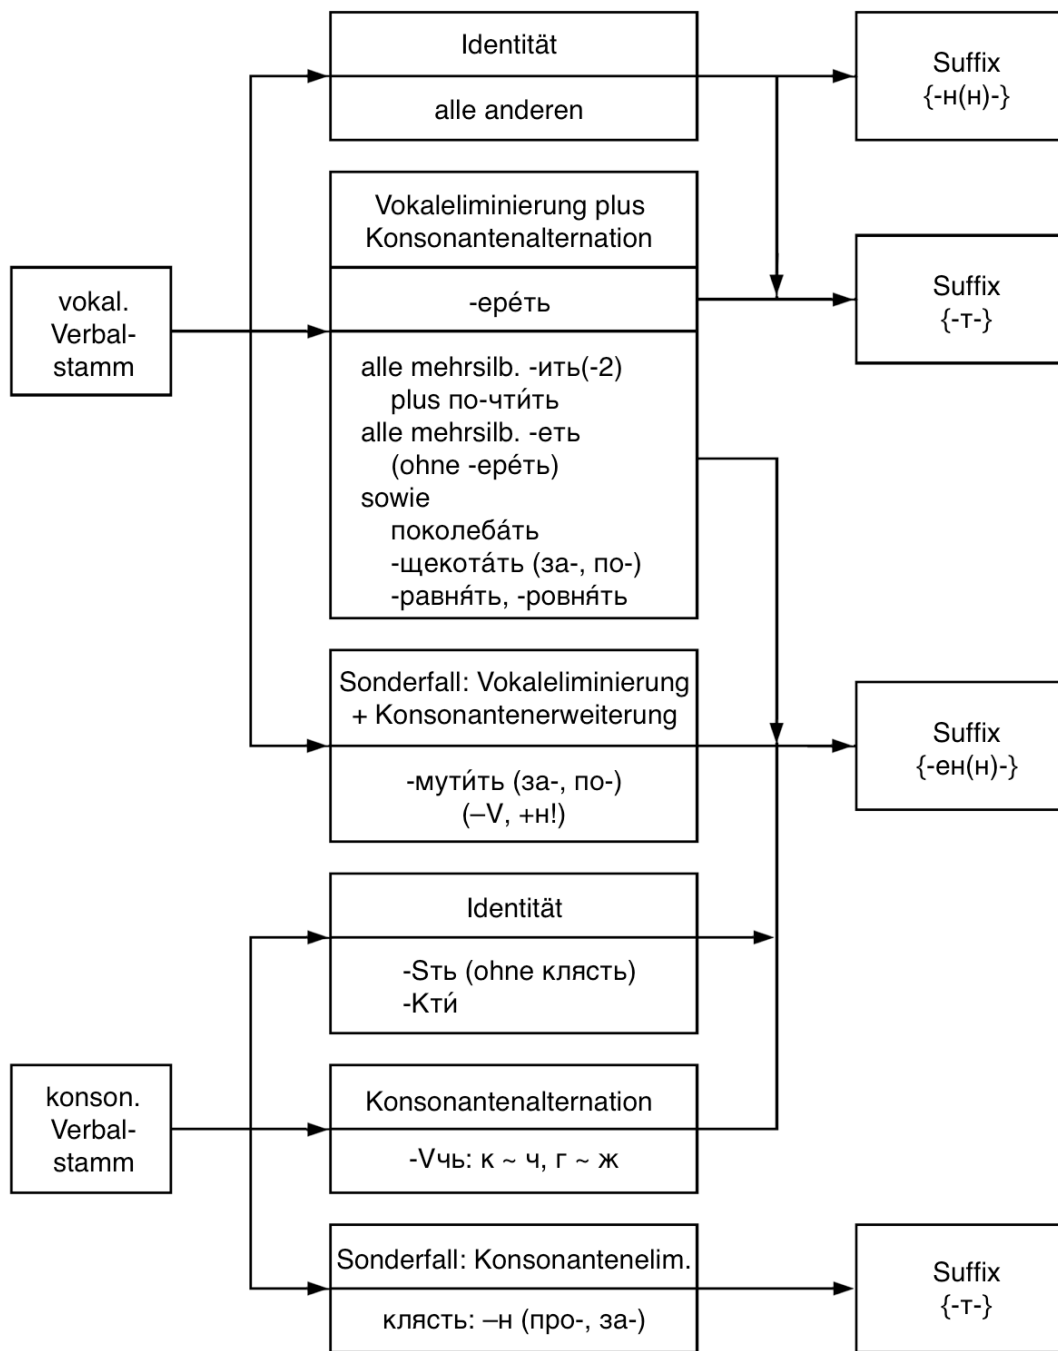 Identität
alle anderen
Suffix
{-н(н)-}
Vokaleliminierung plus
Konsonantenalternation
-ере́ть
Suffix
{-т-}
vokal.
Verbal-
stamm
alle mehrsilb. -ить(-2)
plus по-чти́ть
alle mehrsilb. -еть
(ohne -ере́ть)
sowie
поколеба́ть
-щекота́ть (за-, по-)
-равня́ть, -ровня́ть
Sonderfall: Vokaleliminierung
+ Konsonantenerweiterung
-мути́ть (за-, по-)
(–V, +н!)
Suffix
{-ен(н)-}
Identität
-Sть (ohne клясть)
-Kти́
konson.
Verbal-
stamm
Konsonantenalternation
-Vчь: к ~ ч, г ~ ж
Sonderfall: Konsonantenelim.
клясть: –н (про-, за-)
Suffix
{-т-}